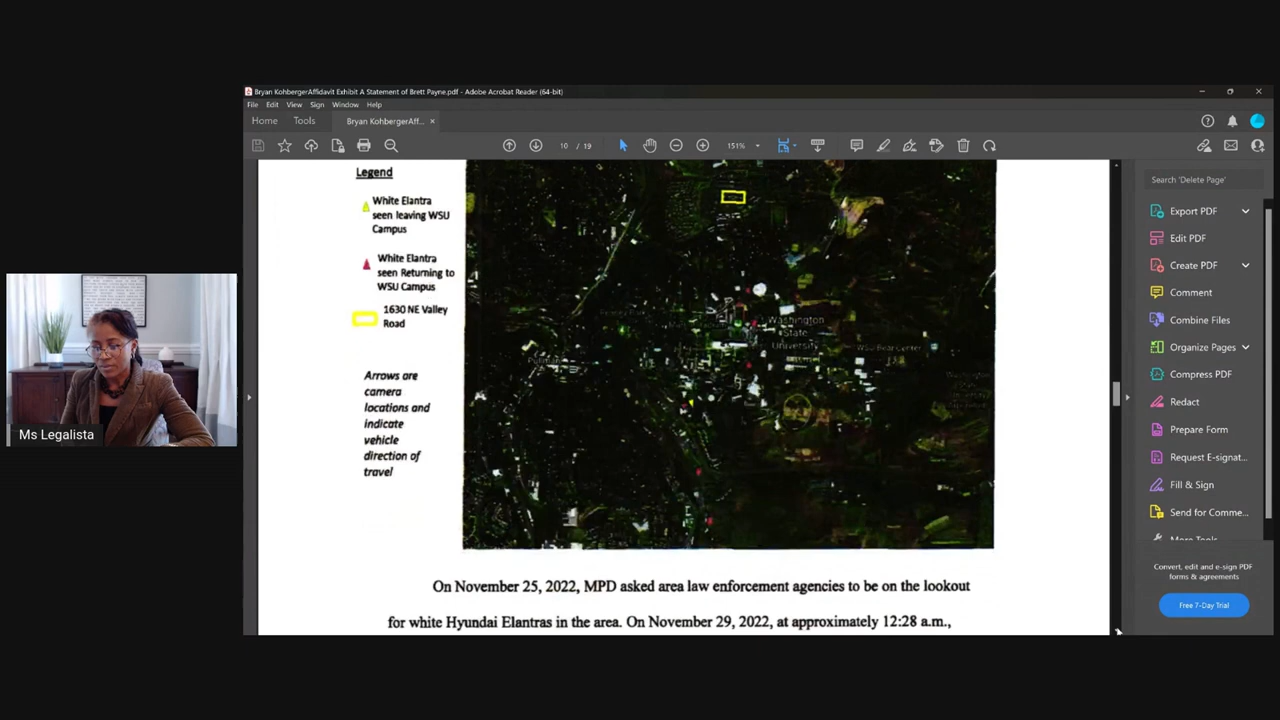 Bryan KohbergerAffidavit Exhibit A Statement of Brett Payne.pdf - Adobe Acrobat Reader (64-bit)
File Edit View Sign Window Help
Home Tools Bryan KohbergerAff... ×
10 / 19 151%
Legend
White Elantra
seen leaving WSU
Campus
White Elantra
seen Returning to
WSU Campus
1630 NE Valley
Road
Arrows are
camera
locations and
indicate
vehicle
direction of
travel
Pullman
Washington
State
University
WSU Bear Center
On November 25, 2022, MPD asked area law enforcement agencies to be on the lookout
for white Hyundai Elantras in the area. On November 29, 2022, at approximately 12:28 a.m.,
Search 'Delete Page'
Export PDF
Edit PDF
Create PDF
Comment
Combine Files
Organize Pages
Compress PDF
Redact
Prepare Form
Request E-signat...
Fill & Sign
Send for Comme...
More Tools
Convert, edit and e-sign PDF
forms & agreements
Free 7-Day Trial
Ms Legalista